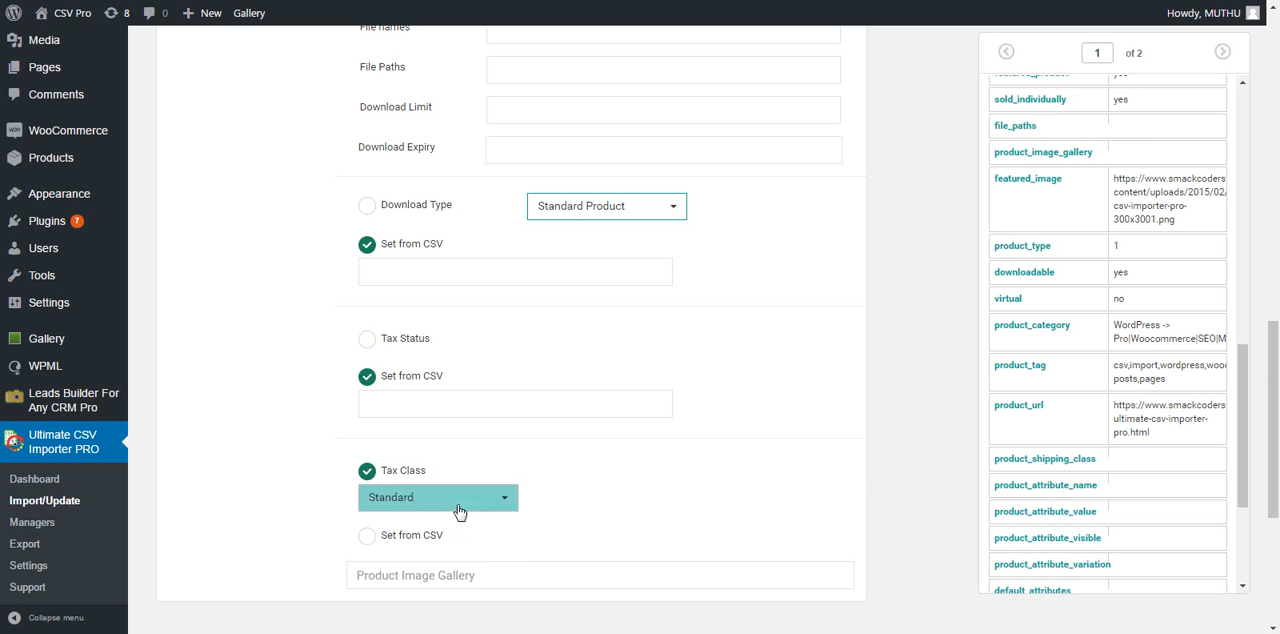 CSV Pro
8
0
New
Gallery
Howdy, MUTHU
Media
Pages
Comments
WooCommerce
Products
Appearance
Plugins 7
Users
Tools
Settings
Gallery
WPML
Leads Builder For
Any CRM Pro
Ultimate CSV
Importer PRO
Dashboard
Import/Update
Managers
Export
Settings
Support
Collapse menu
File names
File Paths
Download Limit
Download Expiry
Download Type
Standard Product
Set from CSV
Tax Status
Set from CSV
Tax Class
Standard
Set from CSV
Product Image Gallery
1 of 2
featured_product yes
sold_individually yes
file_paths
product_image_gallery
featured_image https://www.smackcoders
content/uploads/2015/02/
csv-importer-pro-
300x3001.png
product_type 1
downloadable yes
virtual no
product_category WordPress ->
Pro|Woocommerce|SEO|M
product_tag csv,import,wordpress,woo
posts,pages
product_url https://www.smackcoders
ultimate-csv-importer-
pro.html
product_shipping_class
product_attribute_name
product_attribute_value
product_attribute_visible
product_attribute_variation
default_attributes